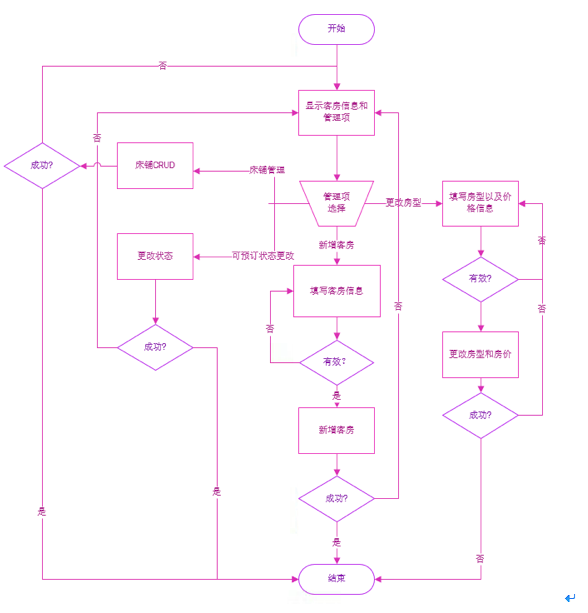 开始
否
显示客房信息和
管理项
否
成功?
床铺CRUD
床铺管理
管理项
选择
更改房型
填写房型以及价
格信息
新增客房
否
更改状态
可预订状态更改
有效?
填写客房信息
否
否
否
成功?
有效?
更改房型和房价
是
新增客房
成功?
是
成功?
是
是
否
结束